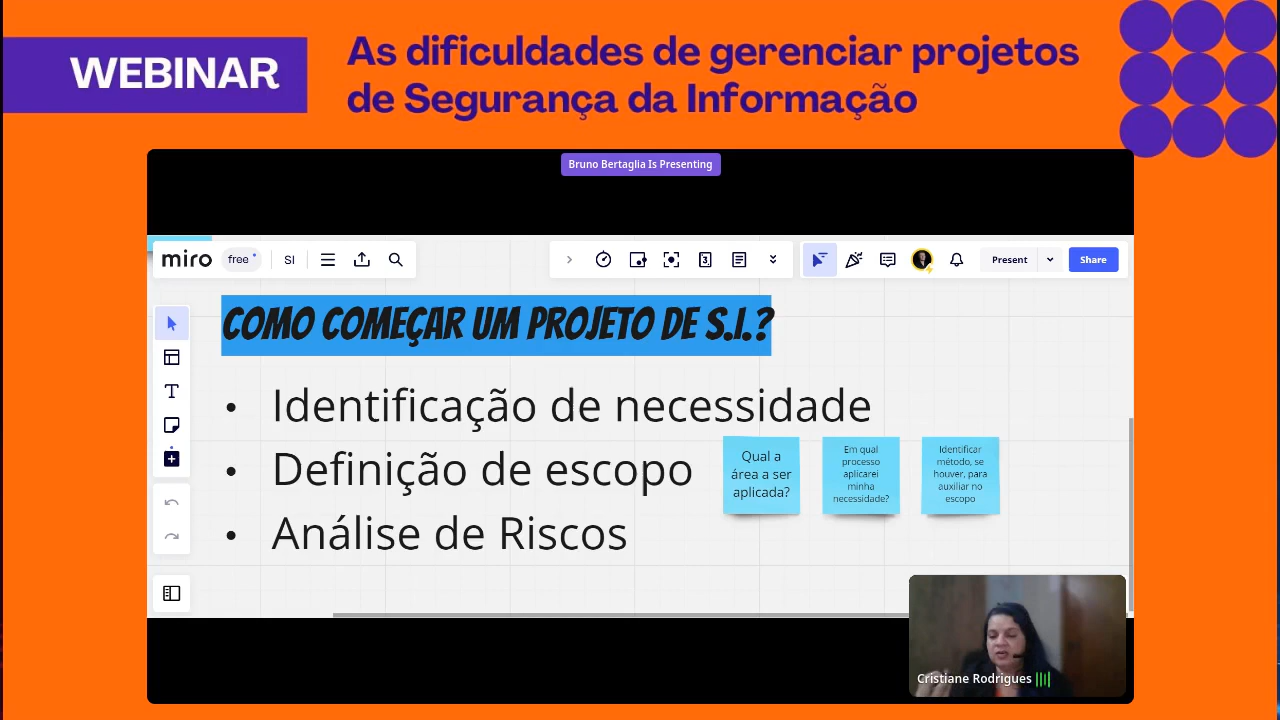 WEBINAR
As dificuldades de gerenciar projetos
de Segurança da Informação
Bruno Bertaglia Is Presenting
miro
free
SI
3
Present
Share
COMO COMEÇAR UM PROJETO DE S.I.?
T
• Identificação de necessidade
• Definição de escopo
Qual a
área a ser
aplicada?
Em qual
processo
aplicarei
minha
necessidade?
Identificar
método, se
houver, para
auxiliar no
escopo
• Análise de Riscos
Cristiane Rodrigues